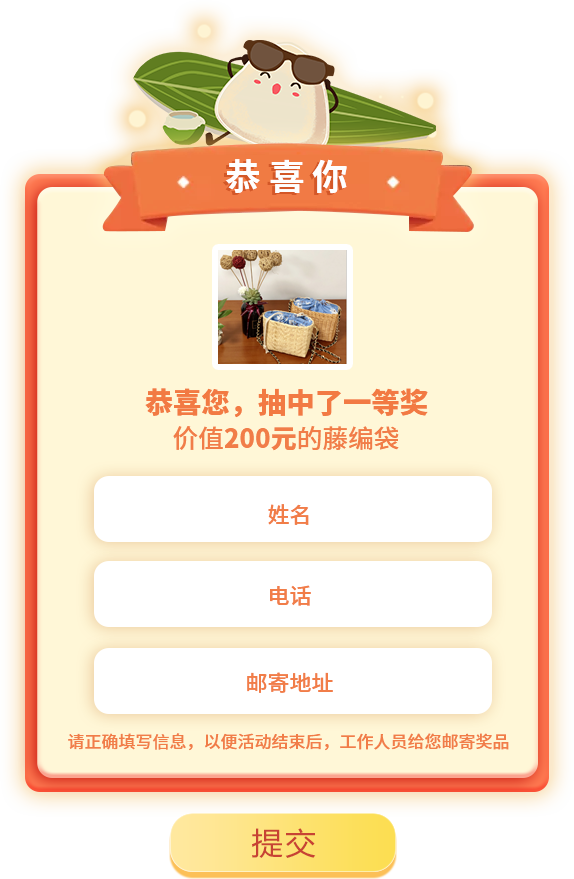 恭喜你
恭喜您，抽中了一等奖
价值200元的藤编袋
姓名
电话
邮寄地址
请正确填写信息，以便活动结束后，工作人员给您邮寄奖品
提交